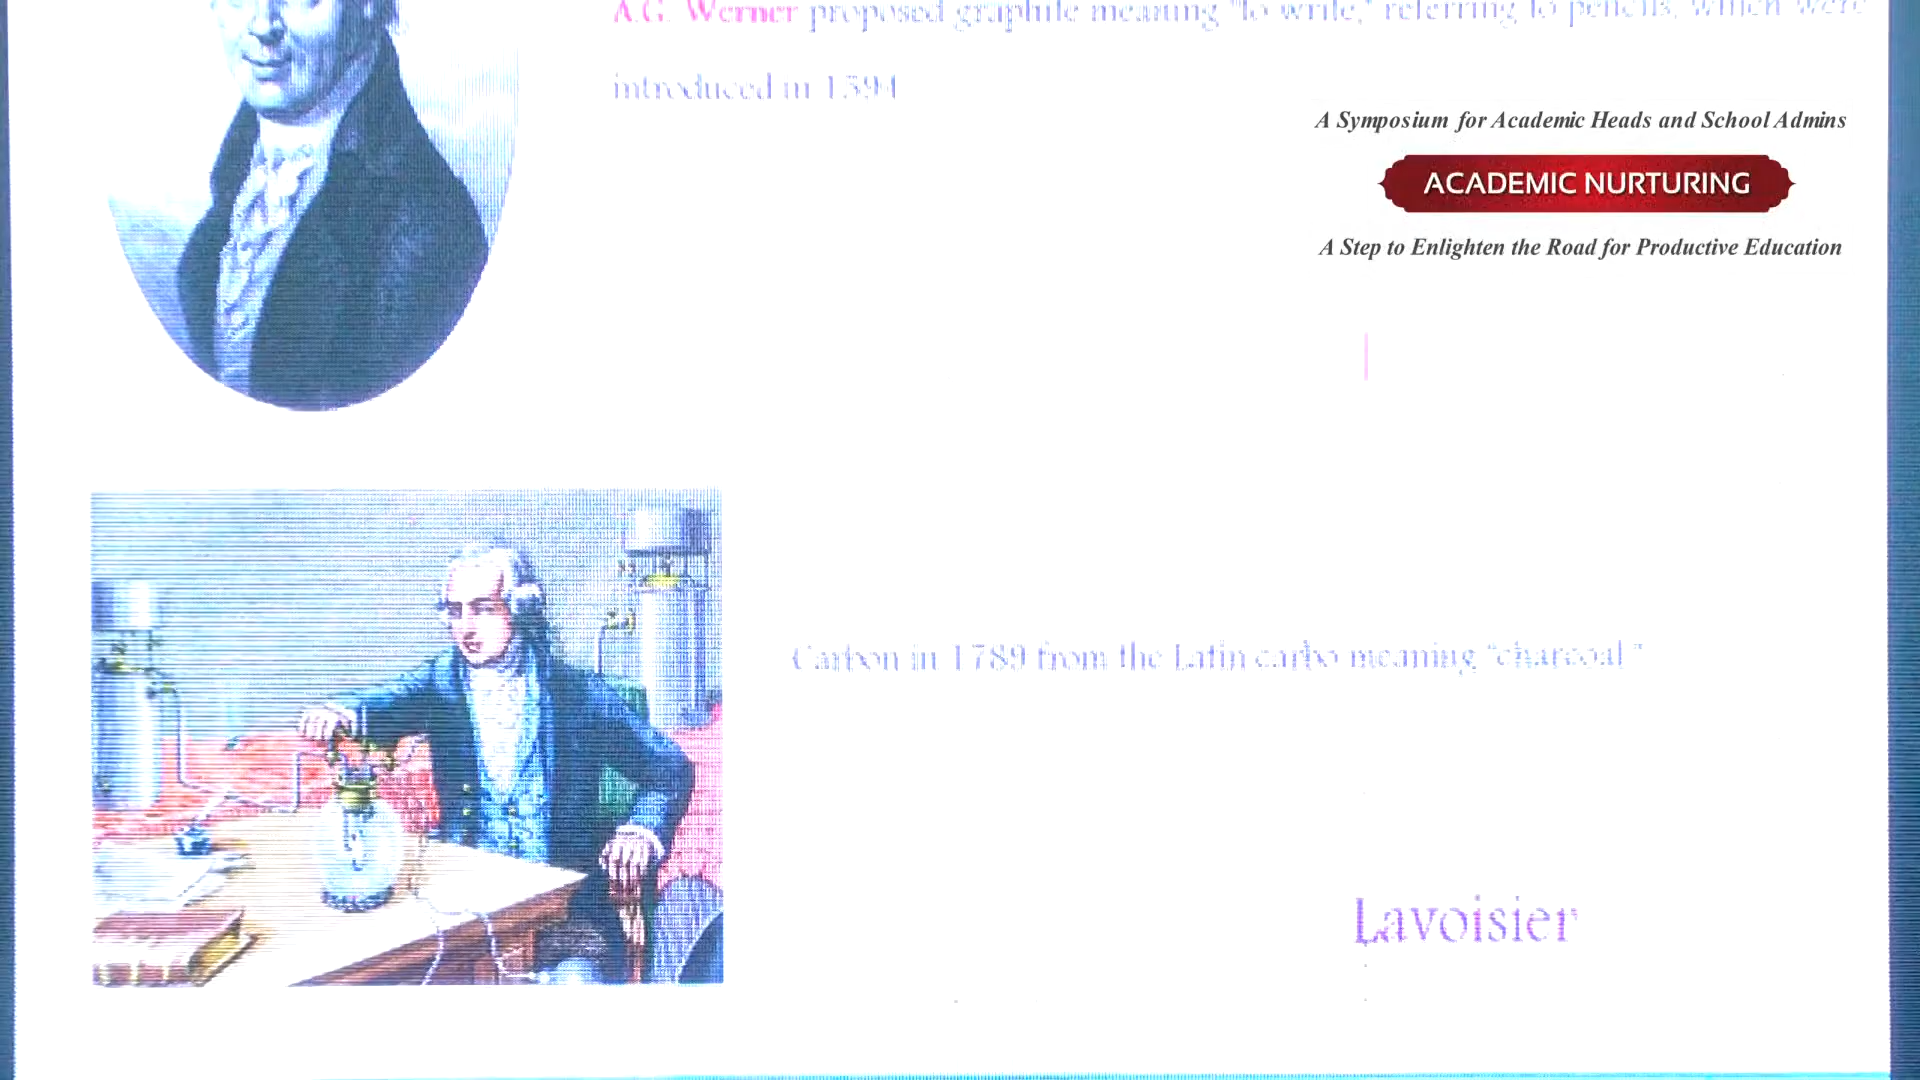 A.G. Werner proposed graphite meaning "to write," referring to pencils, which were
introduced in 1594
A Symposium for Academic Heads and School Admins
ACADEMIC NURTURING
A Step to Enlighten the Road for Productive Education
Carbon in 1789 from the Latin carbo meaning "charcoal."
Lavoisier